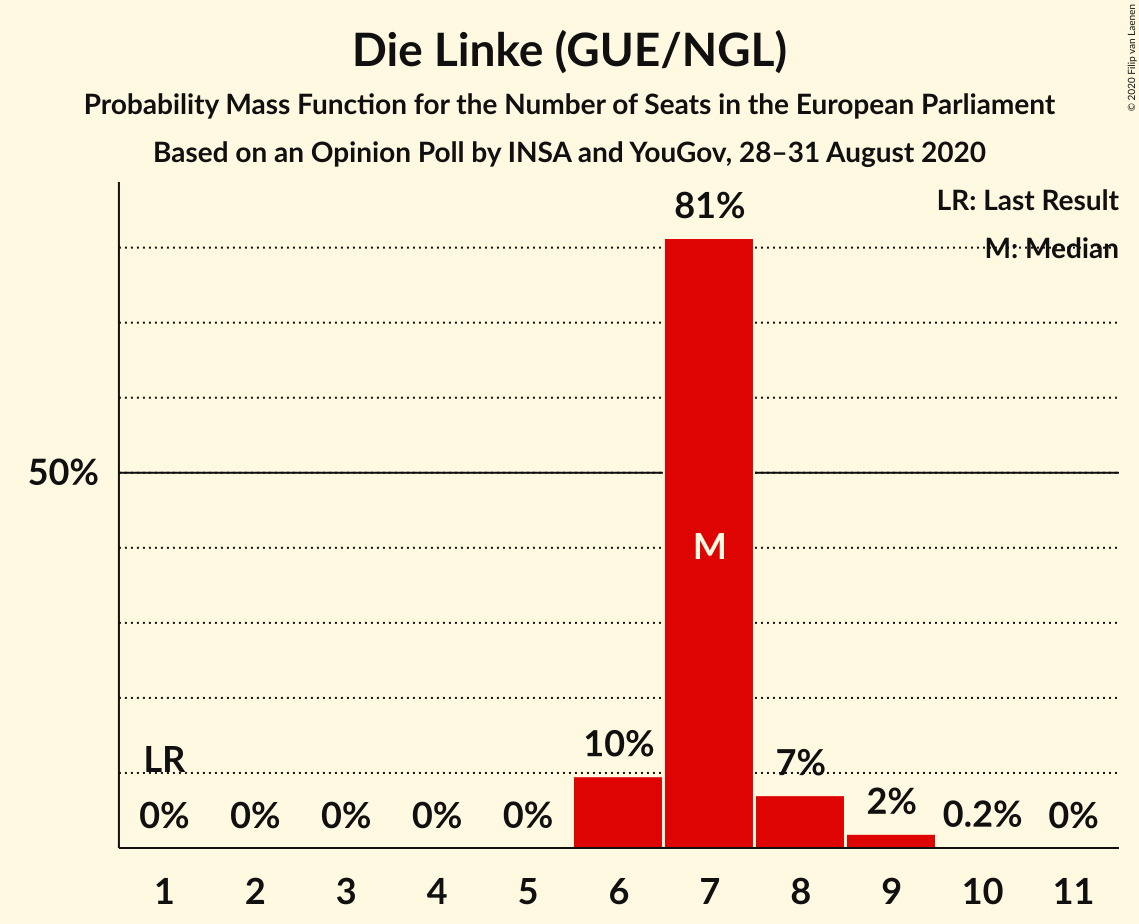 Die Linke (GUE/NGL)
Probability Mass Function for the Number of Seats in the European Parliament
Based on an Opinion Poll by INSA and YouGov, 28–31 August 2020
© 2020 Filip van Laenen
LR: Last Result
M: Median
81%
50%
M
LR
10%
7%
2%
0%
0%
0%
0%
0%
0.2%
0%
1 2 3 4 5 6 7 8 9 10 11